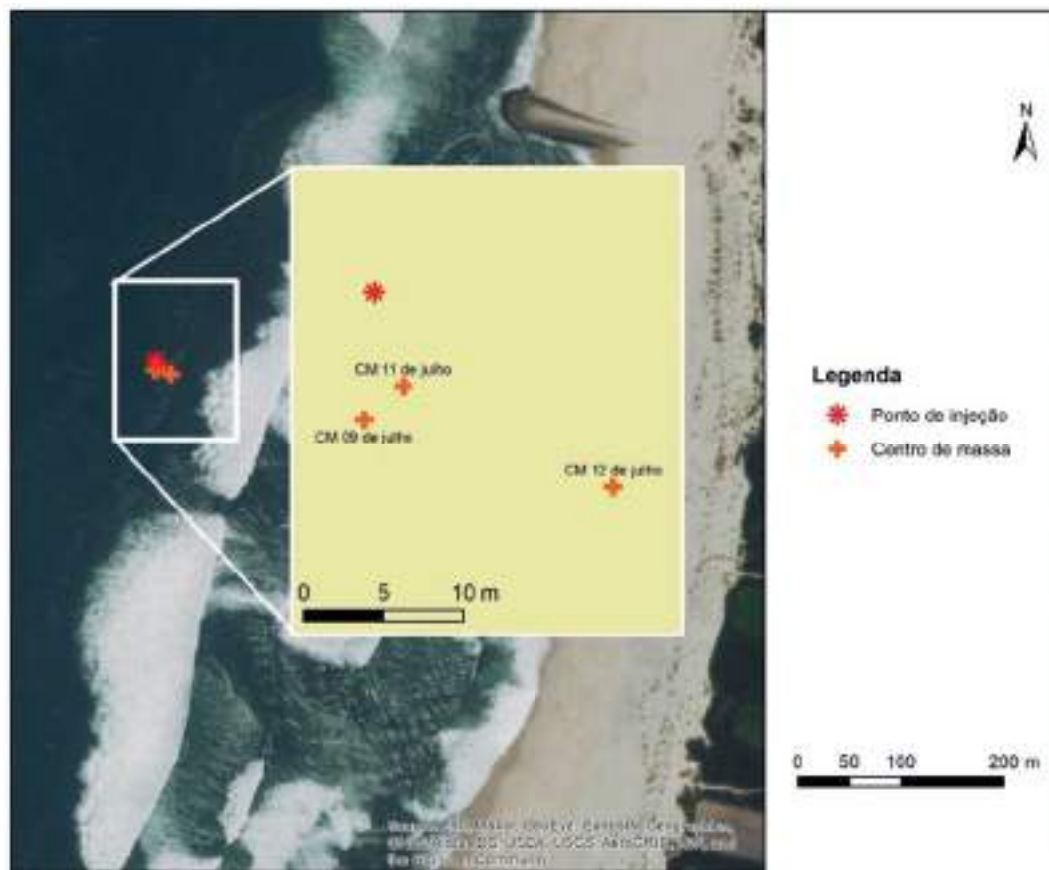 N
CM 11 de julho
CM 09 de julho
CM 12 de julho
0 5 10 m
Legenda
Ponto de injeção
Centro de massa
0 50 100 200 m